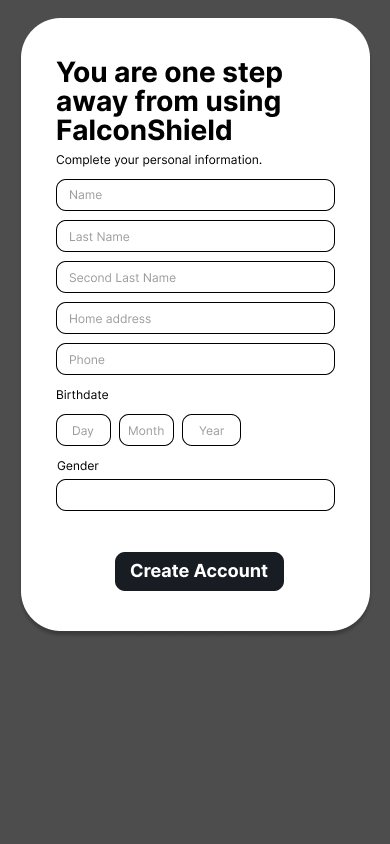 You are one step
away from using
FalconShield
Complete your personal information.
Name
Last Name
Second Last Name
Home address
Phone
Birthdate
Day Month Year
Gender
Create Account